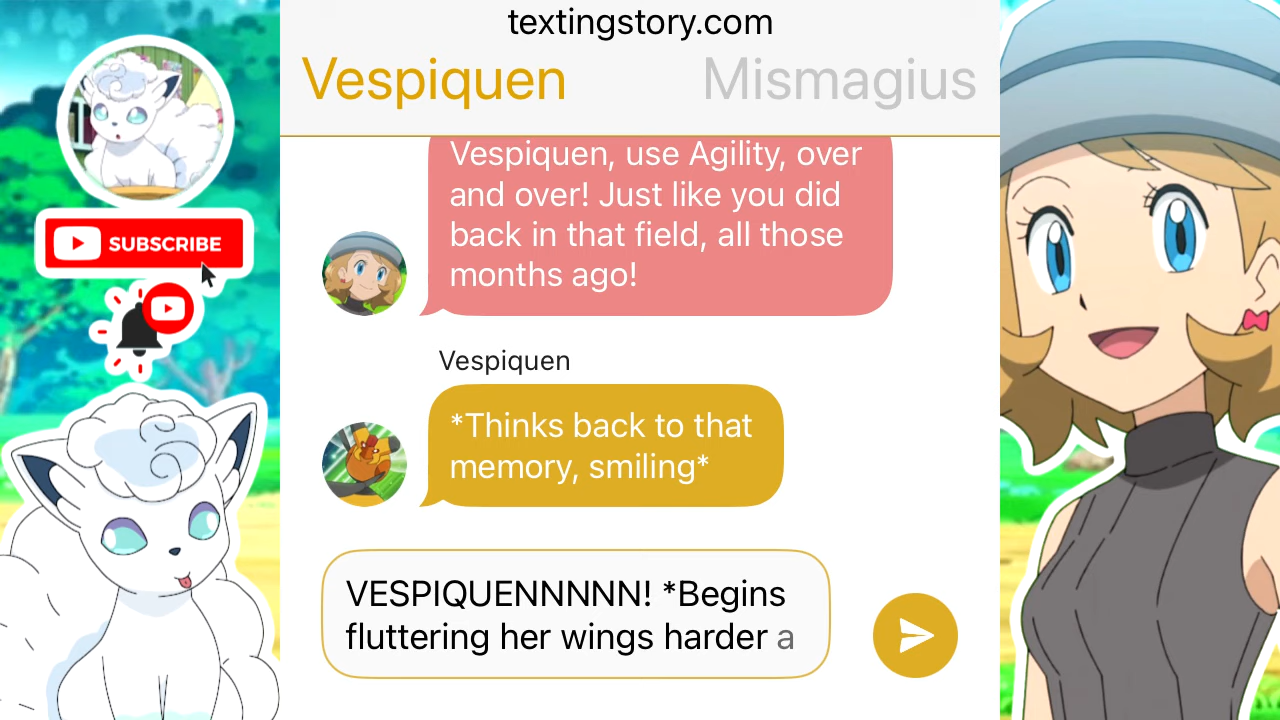 textingstory.com
Vespiquen
Mismagius
Vespiquen, use Agility, over
and over! Just like you did
back in that field, all those
months ago!
SUBSCRIBE
Vespiquen
*Thinks back to that
memory, smiling*
VESPIQUENNNNN! *Begins
fluttering her wings harder a